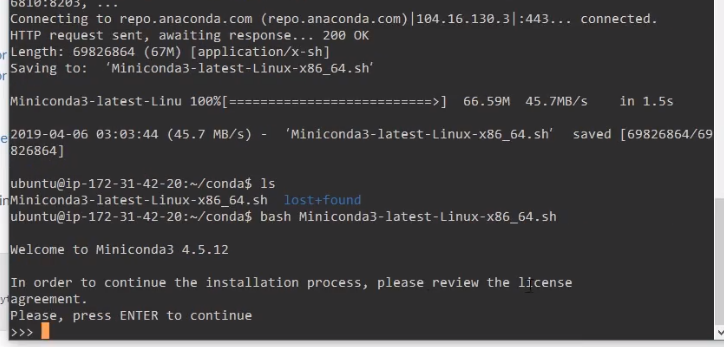 6810:8203, ...
Connecting to repo.anaconda.com (repo.anaconda.com)|104.16.130.3|:443... connected.
HTTP request sent, awaiting response... 200 OK
Length: 69826864 (67M) [application/x-sh]
Saving to: ‘Miniconda3-latest-Linux-x86_64.sh’
Miniconda3-latest-Linu 100%[==========================>] 66.59M 45.7MB/s in 1.5s
2019-04-06 03:03:44 (45.7 MB/s) - ‘Miniconda3-latest-Linux-x86_64.sh’ saved [69826864/69
826864]
ubuntu@ip-172-31-42-20:~/conda$ ls
Miniconda3-latest-Linux-x86_64.sh lost+found
ubuntu@ip-172-31-42-20:~/conda$ bash Miniconda3-latest-Linux-x86_64.sh
Welcome to Miniconda3 4.5.12
In order to continue the installation process, please review the license
agreement.
Please, press ENTER to continue
>>>